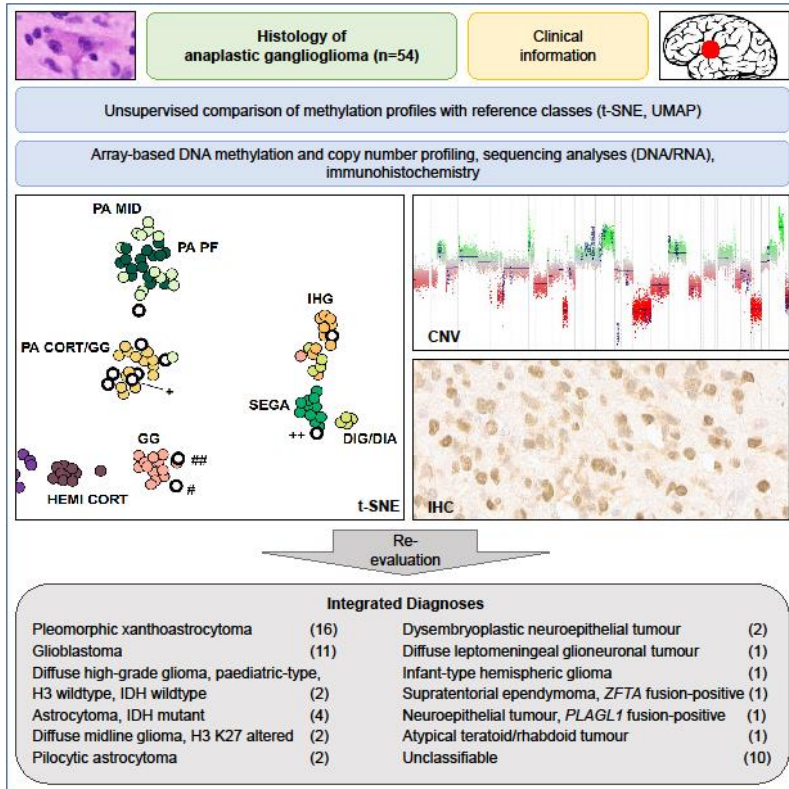 Histology of
anaplastic ganglioglioma (n=54)
Clinical
information
Unsupervised comparison of methylation profiles with reference classes (t-SNE, UMAP)
Array-based DNA methylation and copy number profiling, sequencing analyses (DNA/RNA),
immunohistochemistry
PA MID
PA PF
IHG
PA CORT/GG
+
SEGA
++
DIG/DIA
GG
##
#
HEMI CORT
t-SNE
CNV
IHC
Re-
evaluation
Integrated Diagnoses
Pleomorphic xanthoastrocytoma (16)
Glioblastoma (11)
Diffuse high-grade glioma, paediatric-type,
H3 wildtype, IDH wildtype (2)
Astrocytoma, IDH mutant (4)
Diffuse midline glioma, H3 K27 altered (2)
Pilocytic astrocytoma (2)
Dysembryoplastic neuroepithelial tumour (2)
Diffuse leptomeningeal glioneuronal tumour (1)
Infant-type hemispheric glioma (1)
Supratentorial ependymoma, ZFTA fusion-positive (1)
Neuroepithelial tumour, PLAGL1 fusion-positive (1)
Atypical teratoid/rhabdoid tumour (1)
Unclassifiable (10)